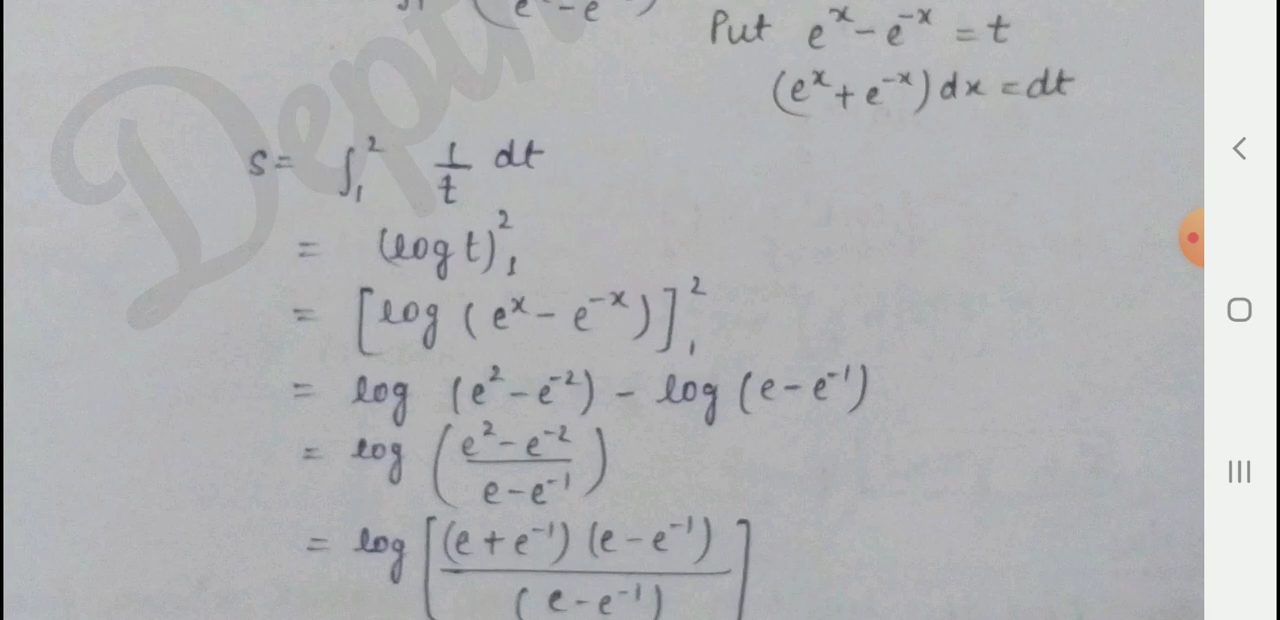 e -e
Put e^x - e^-x = t
(e^x + e^-x) dx = dt
S = ∫₁² 1/t dt
= (log t)₁²
= [log (e^x - e^-x)]₁²
= log (e² - e^-2) - log (e - e^-1)
= log ((e² - e^-2)/(e - e^-1))
= log [(e + e^-1) (e - e^-1)/(e - e^-1)]